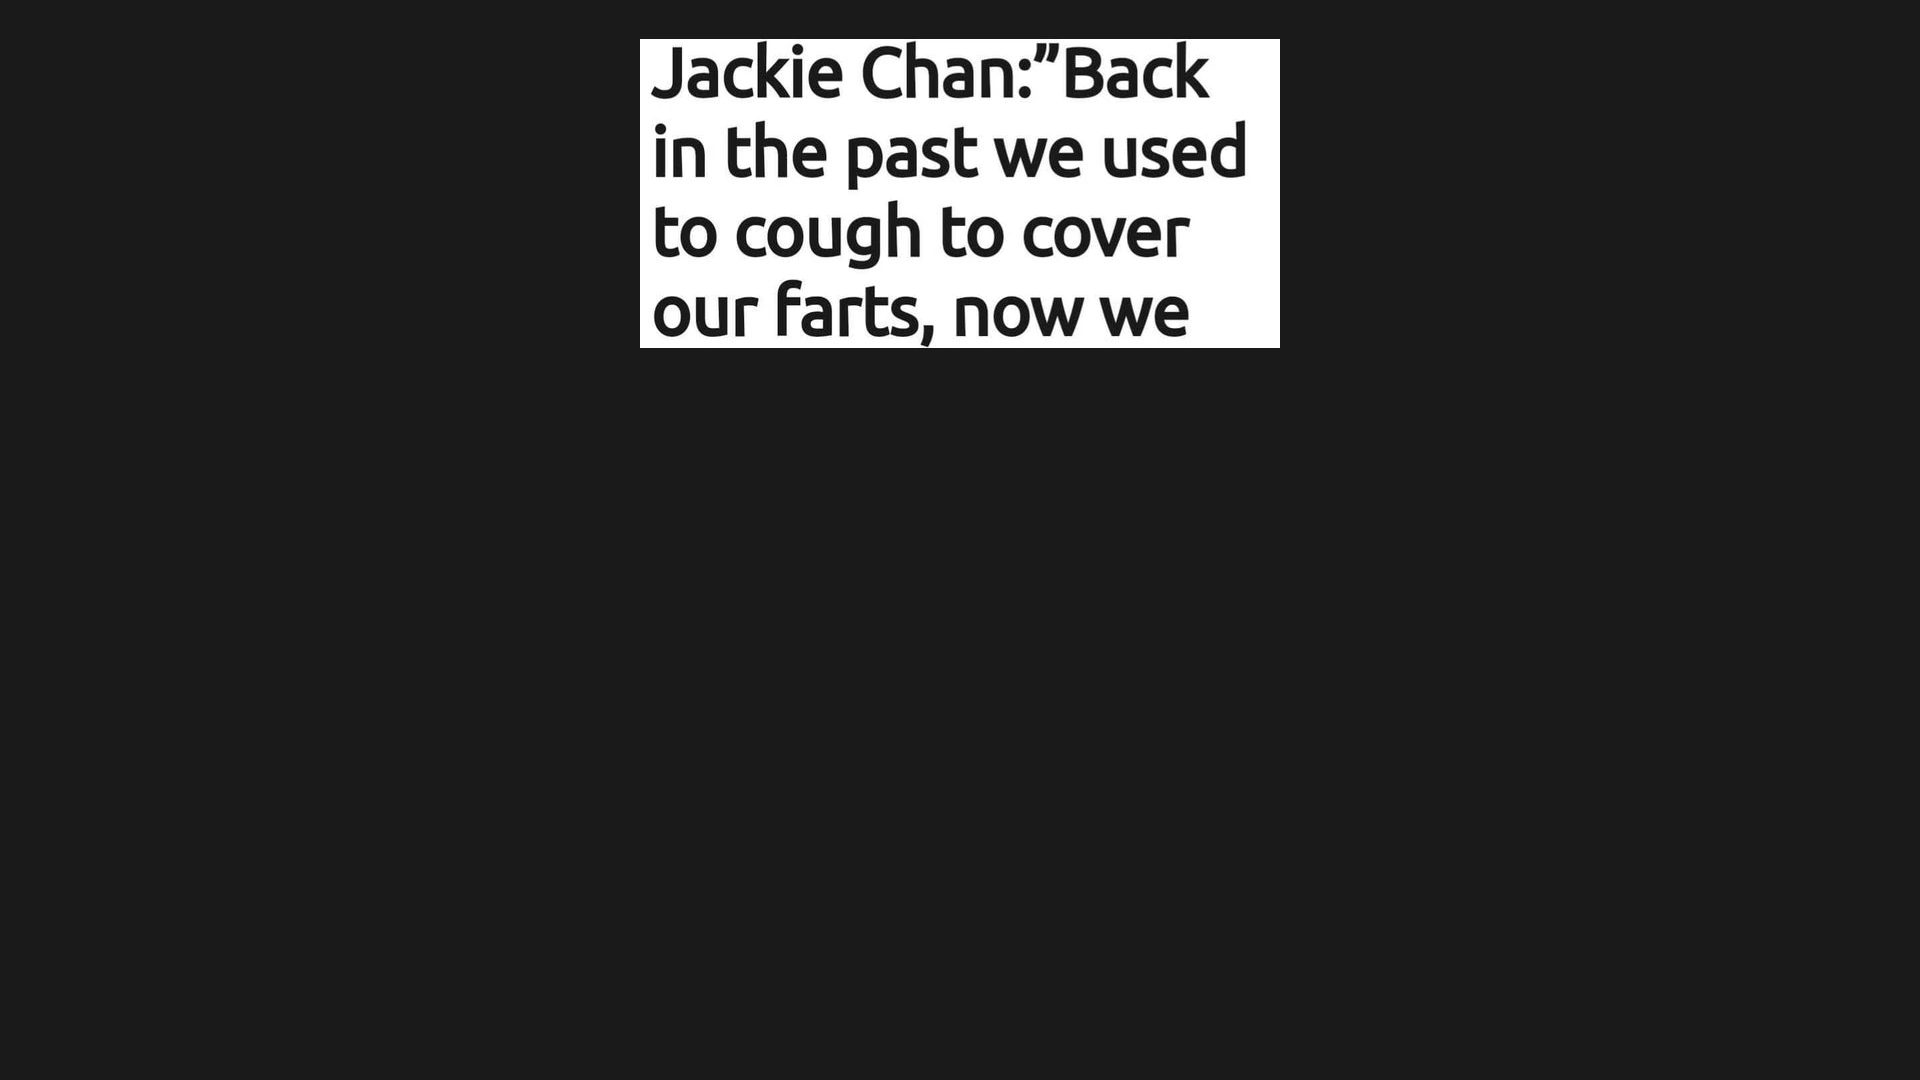 Jackie Chan:”Back
in the past we used
to cough to cover
our farts, now we